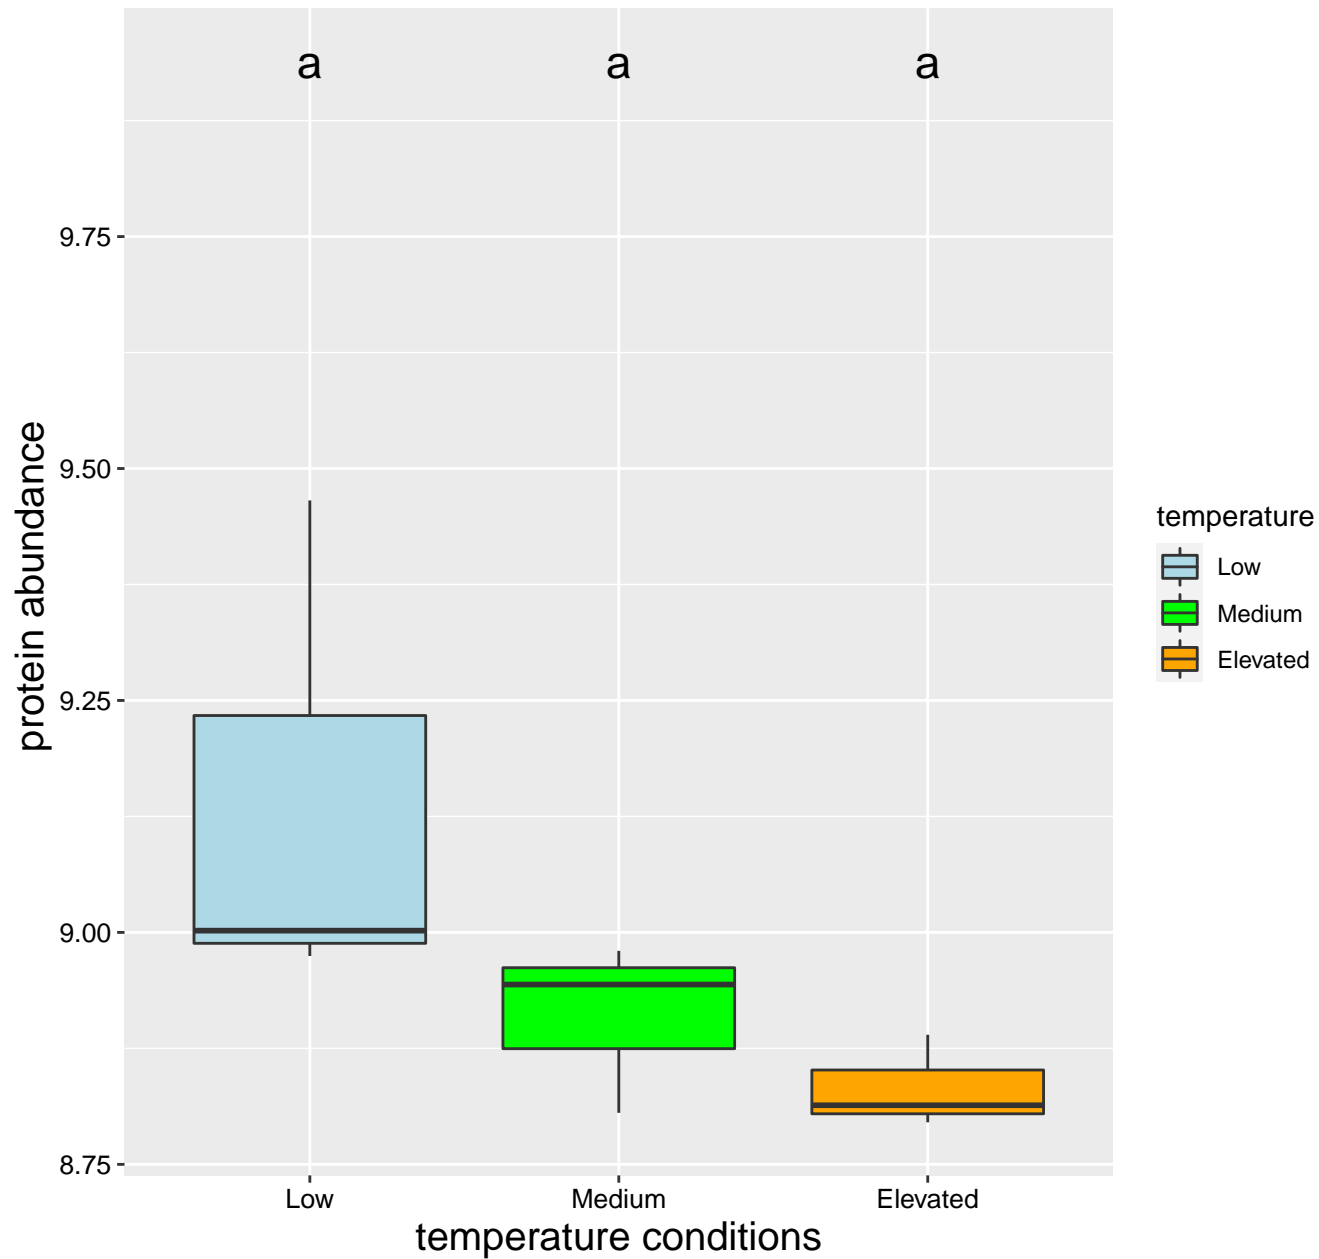 a a a
9.75
9.50
9.25
9.00
8.75
protein abundance
Low Medium Elevated
temperature conditions
temperature
Low
Medium
Elevated